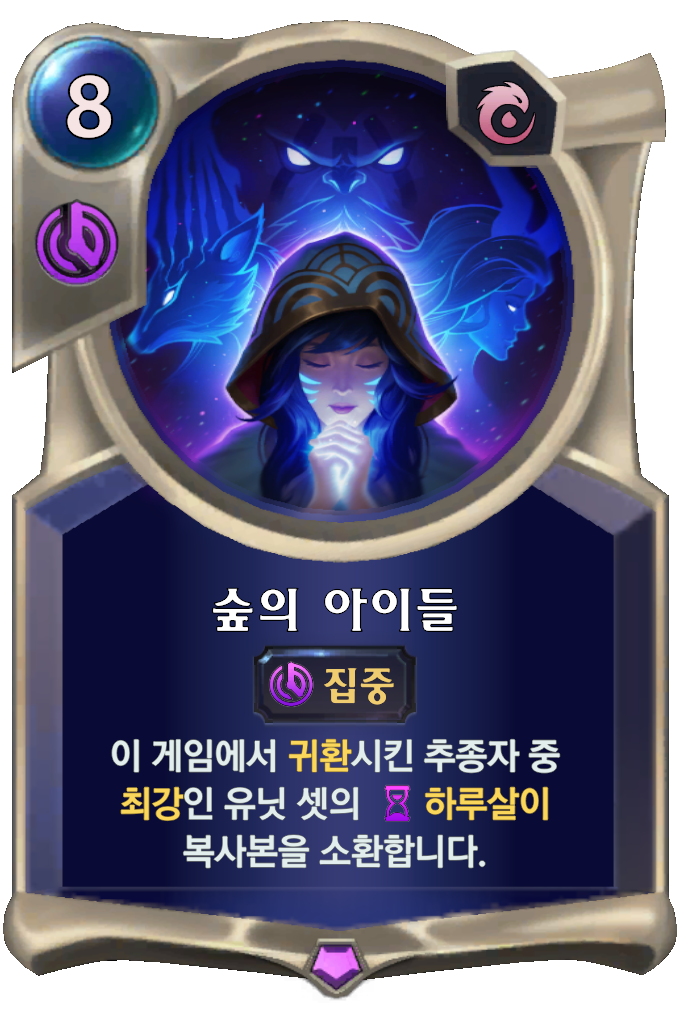 8
숲의 아이들
집중
이 게임에서 귀환시킨 추종자 중
최강인 유닛 셋의 하루살이
복사본을 소환합니다.